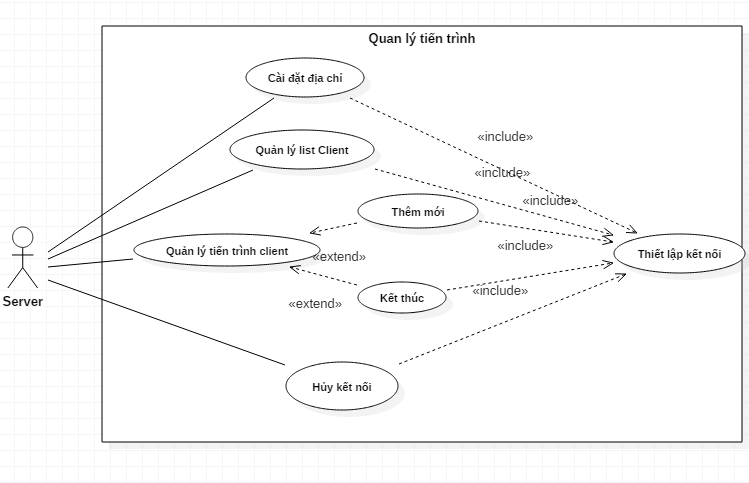 Quan lý tiến trình
Cài đặt địa chỉ
«include»
Quản lý list Client
«include»
«include»
Thêm mới
«include»
Quản lý tiến trình client
«extend»
Thiết lập kết nối
Server
Kết thúc
«include»
«extend»
Hủy kết nối